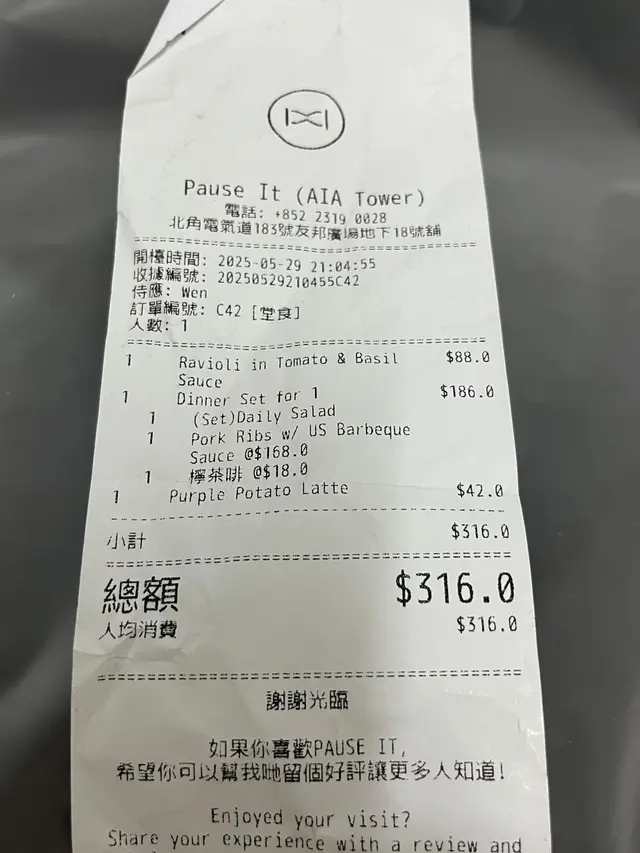 Pause It (AIA Tower)
電話: +852 2319 0028
北角電氣道183號友邦廣場地下18號舖
開檯時間: 2025-05-29 21:04:55
收據編號: 20250529210455C42
侍應: Wen
訂單編號: C42 [堂食]
人數: 1
1 Ravioli in Tomato & Basil $88.0
Sauce
1 Dinner Set for 1 $186.0
1 (Set)Daily Salad
1 Pork Ribs w/ US Barbeque
Sauce @$168.0
1 檸茶啡 @$18.0
1 Purple Potato Latte $42.0
小計 $316.0
總額 $316.0
人均消費 $316.0
謝謝光臨
如果你喜歡PAUSE IT,
希望你可以幫我哋留個好評讓更多人知道!
Enjoyed your visit?
Share your experience with a review and